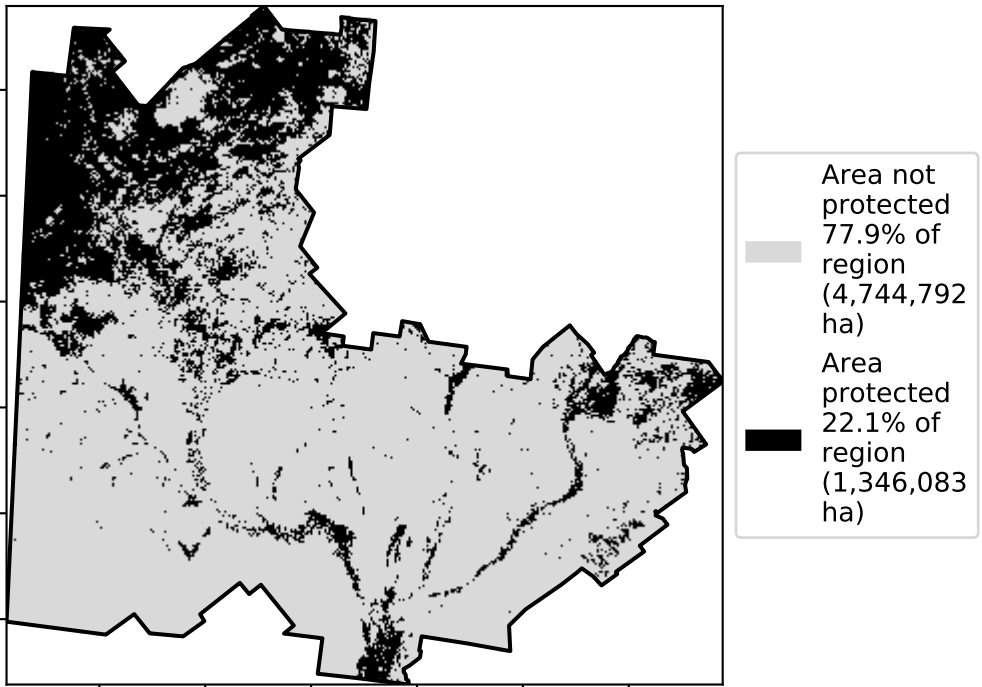 Area not
protected
77.9% of
region
(4,744,792
ha)
Area
protected
22.1% of
region
(1,346,083
ha)